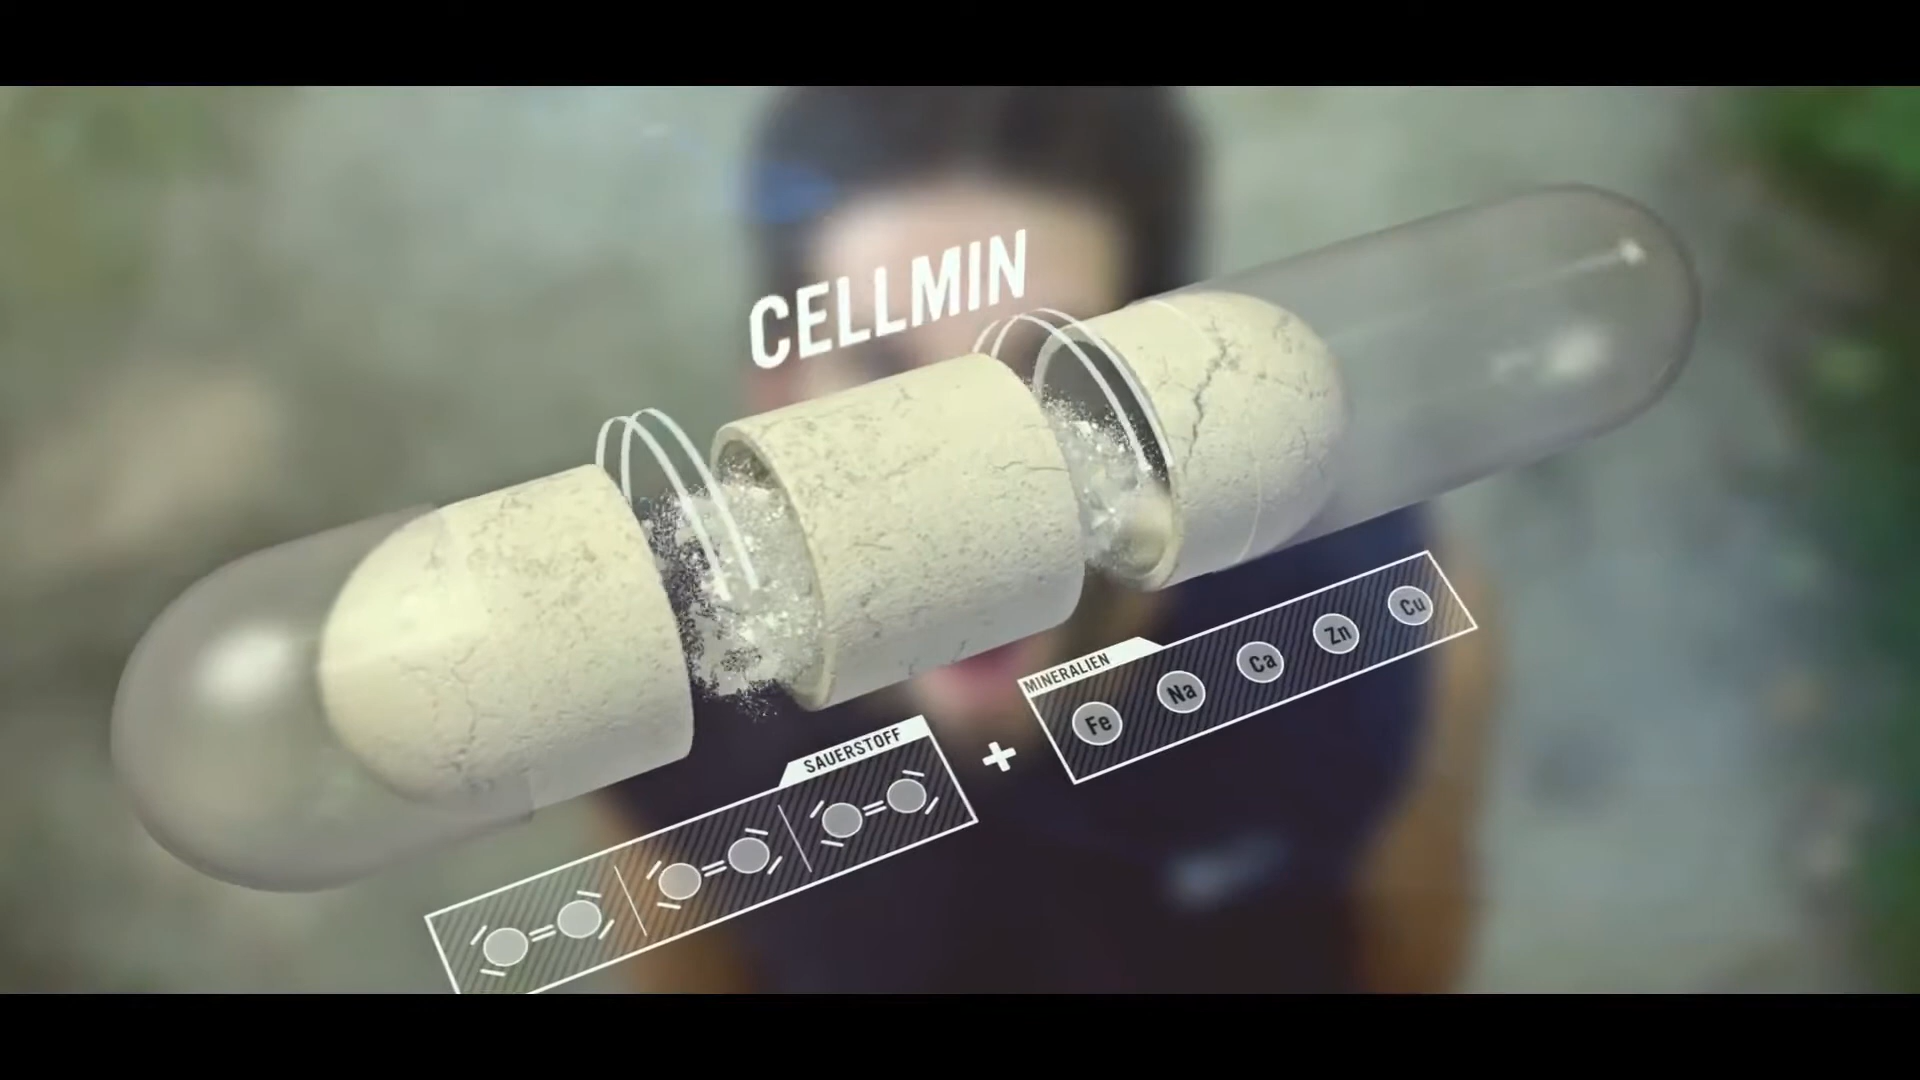 CELLMIN
MINERALIEN
Fe Na Ca Zn Cu
SAUERSTOFF
+